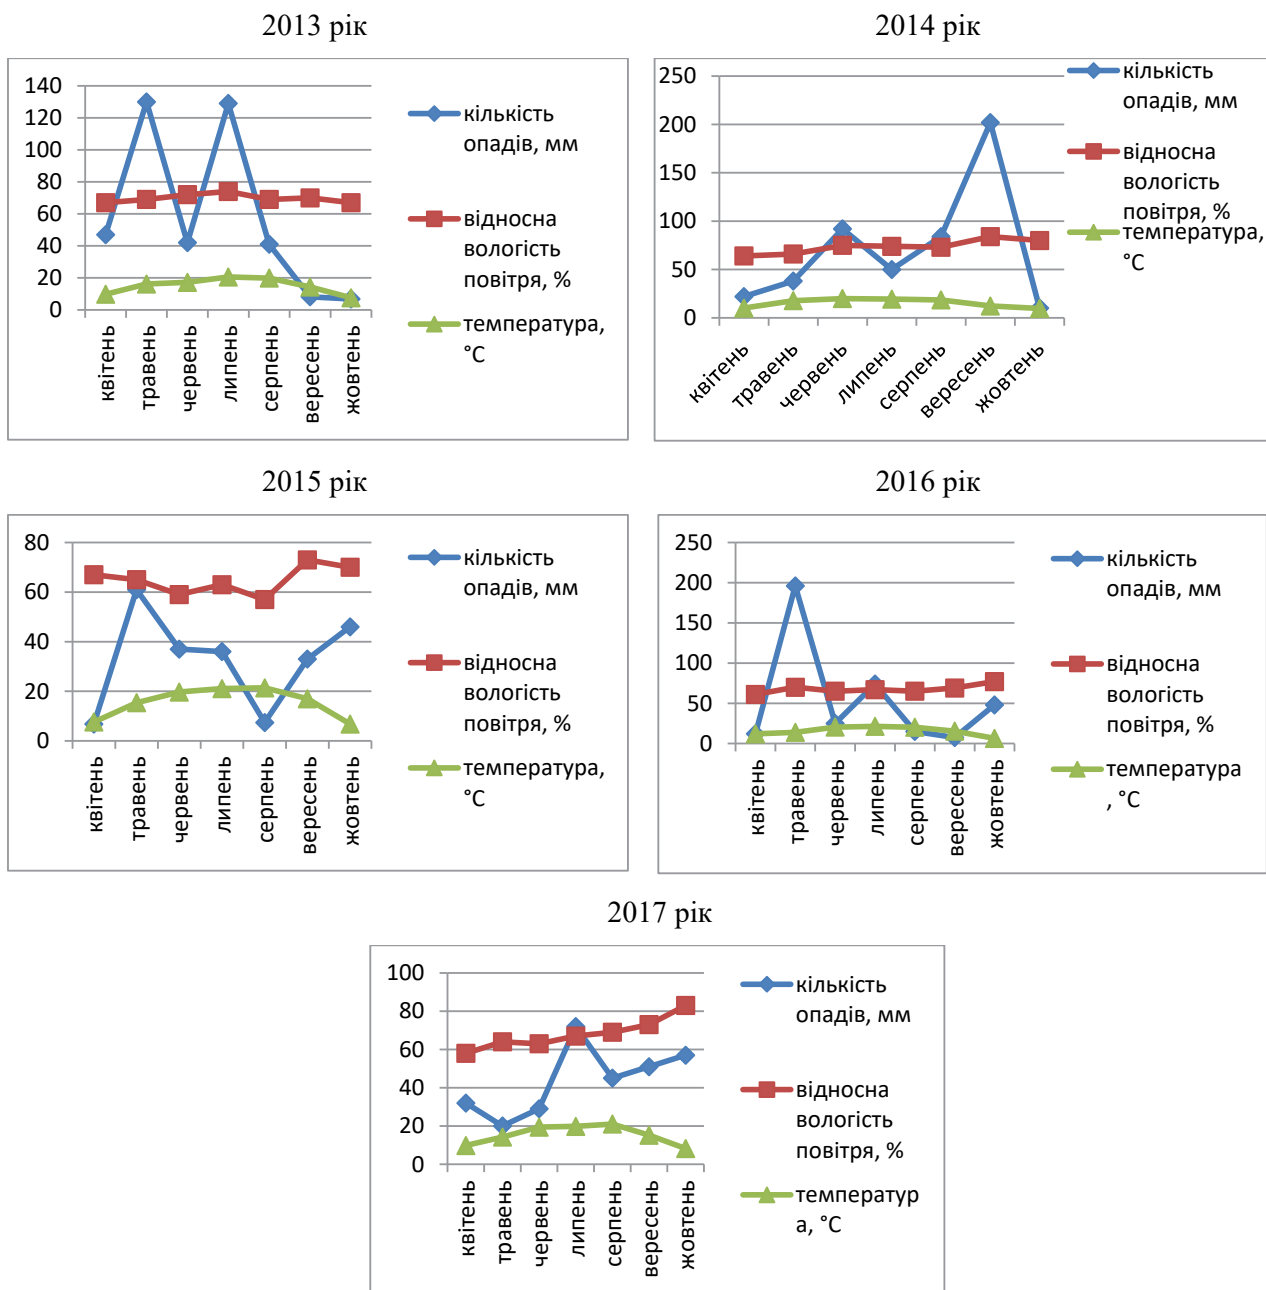 2013 рік
140
120
100
80
60
40
20
0
квітень
травень
червень
липень
серпень
вересень
жовтень
кількість
опадів, мм
відносна
вологість
повітря, %
температура,
°С
2014 рік
250
200
150
100
50
0
квітень
травень
червень
липень
серпень
вересень
жовтень
кількість
опадів, мм
відносна
вологість
повітря, %
температура,
°С
2015 рік
80
60
40
20
0
квітень
травень
червень
липень
серпень
вересень
жовтень
кількість
опадів, мм
відносна
вологість
повітря, %
температура,
°С
2016 рік
250
200
150
100
50
0
квітень
травень
червень
липень
серпень
вересень
жовтень
кількість
опадів, мм
відносна
вологість
повітря, %
температура
, °С
2017 рік
100
80
60
40
20
0
квітень
травень
червень
липень
серпень
вересень
жовтень
кількість
опадів, мм
відносна
вологість
повітря, %
температур
а, °С